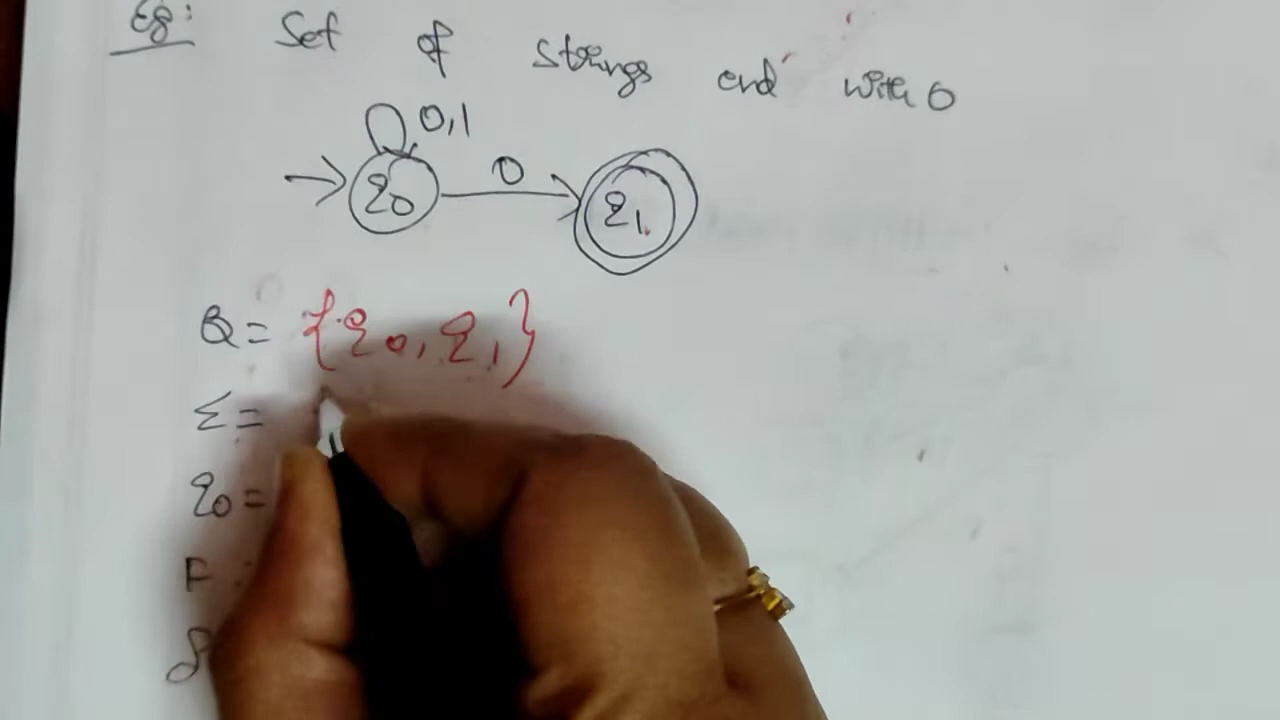 Eg:
Set of strings end with 0
0,1
0
q0
q1
Q = {q0, q1}
Σ =
q0 =
F :
δ